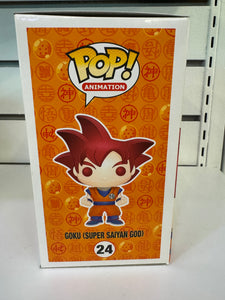 POP!
ANIMATION
GOKU (SUPER SAIYAN GOD)
24